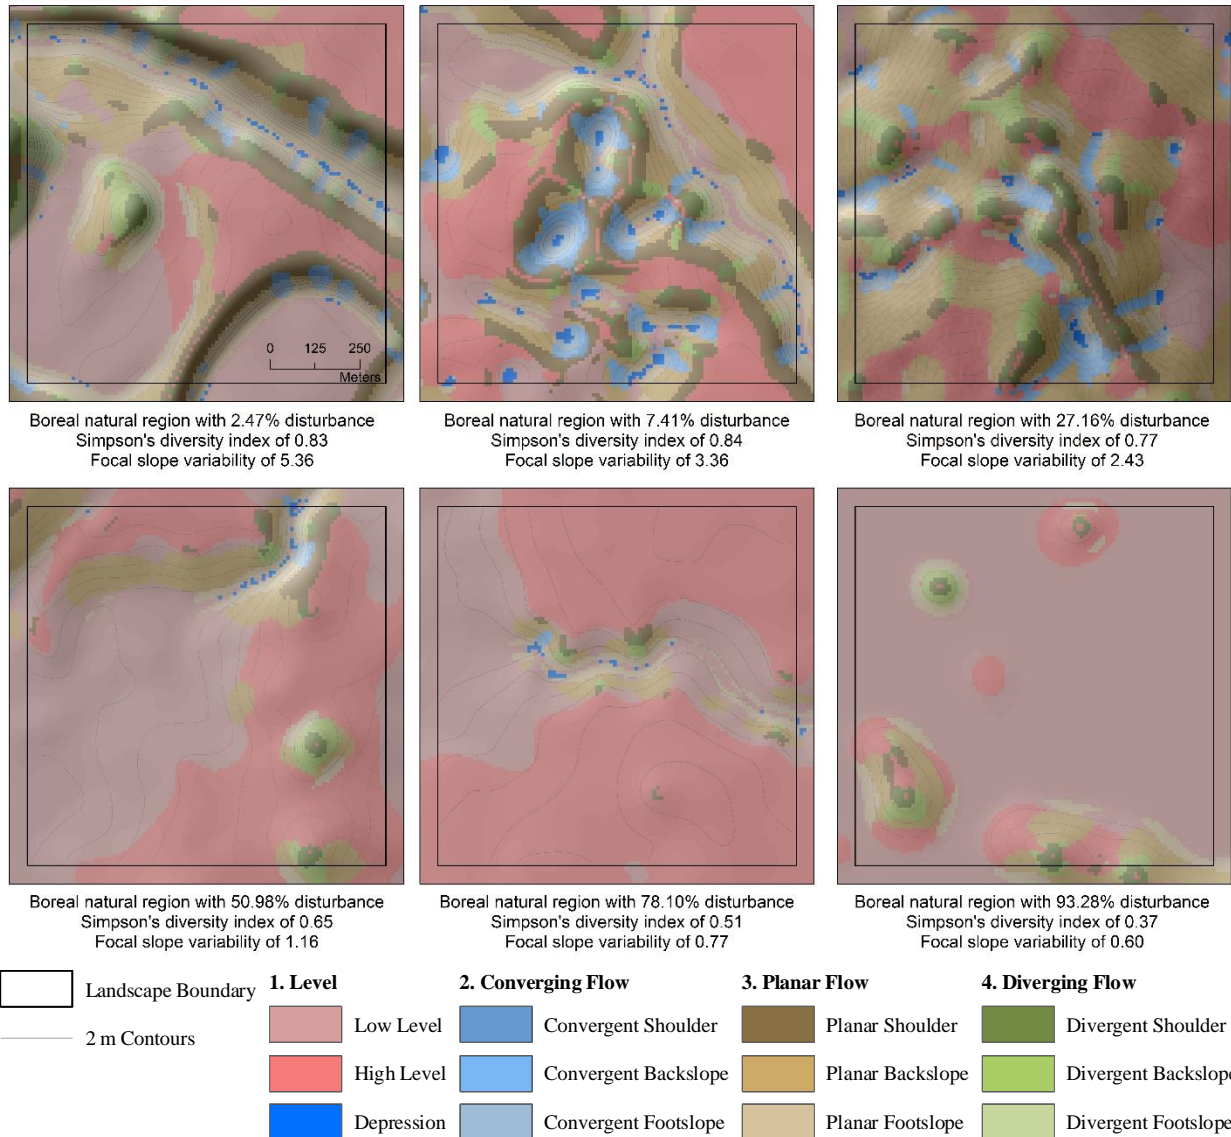 0 125 250
Meters
Boreal natural region with 2.47% disturbance
Simpson's diversity index of 0.83
Focal slope variability of 5.36
Boreal natural region with 7.41% disturbance
Simpson's diversity index of 0.84
Focal slope variability of 3.36
Boreal natural region with 27.16% disturbance
Simpson's diversity index of 0.77
Focal slope variability of 2.43
Boreal natural region with 50.98% disturbance
Simpson's diversity index of 0.65
Focal slope variability of 1.16
Boreal natural region with 78.10% disturbance
Simpson's diversity index of 0.51
Focal slope variability of 0.77
Boreal natural region with 93.28% disturbance
Simpson's diversity index of 0.37
Focal slope variability of 0.60
Landscape Boundary
2 m Contours
1. Level
Low Level
High Level
Depression
2. Converging Flow
Convergent Shoulder
Convergent Backslope
Convergent Footslope
3. Planar Flow
Planar Shoulder
Planar Backslope
Planar Footslope
4. Diverging Flow
Divergent Shoulder
Divergent Backslope
Divergent Footslope